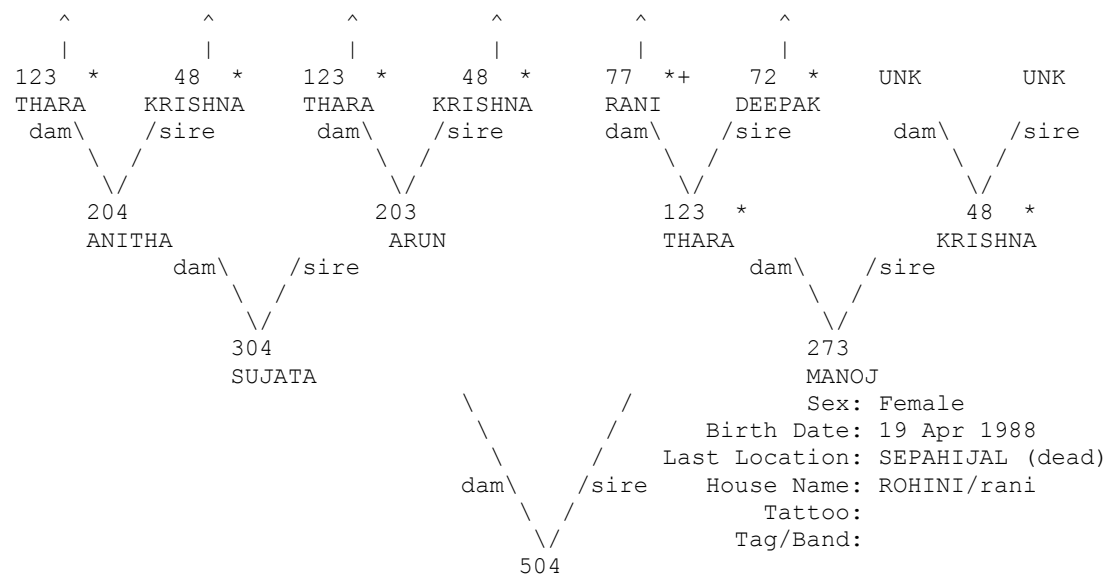 ^ ^ ^ ^ ^ ^
| | | | | |
123 * 48 * 123 * 48 * 77 *+ 72 * UNK UNK
THARA KRISHNA THARA KRISHNA RANI DEEPAK
dam\ /sire dam\ /sire dam\ /sire dam\ /sire
\ / \ / \ / \ /
\/ \/ \/ \/
204 203 123 * 48 *
ANITHA ARUN THARA KRISHNA
dam\ /sire dam\ /sire
\ / \ /
\/ \/
304 273
SUJATA MANOJ
\ / Sex: Female
\ / Birth Date: 19 Apr 1988
\ / Last Location: SEPAHIJAL (dead)
dam\ /sire House Name: ROHINI/rani
\ / Tattoo:
\/ Tag/Band:
504